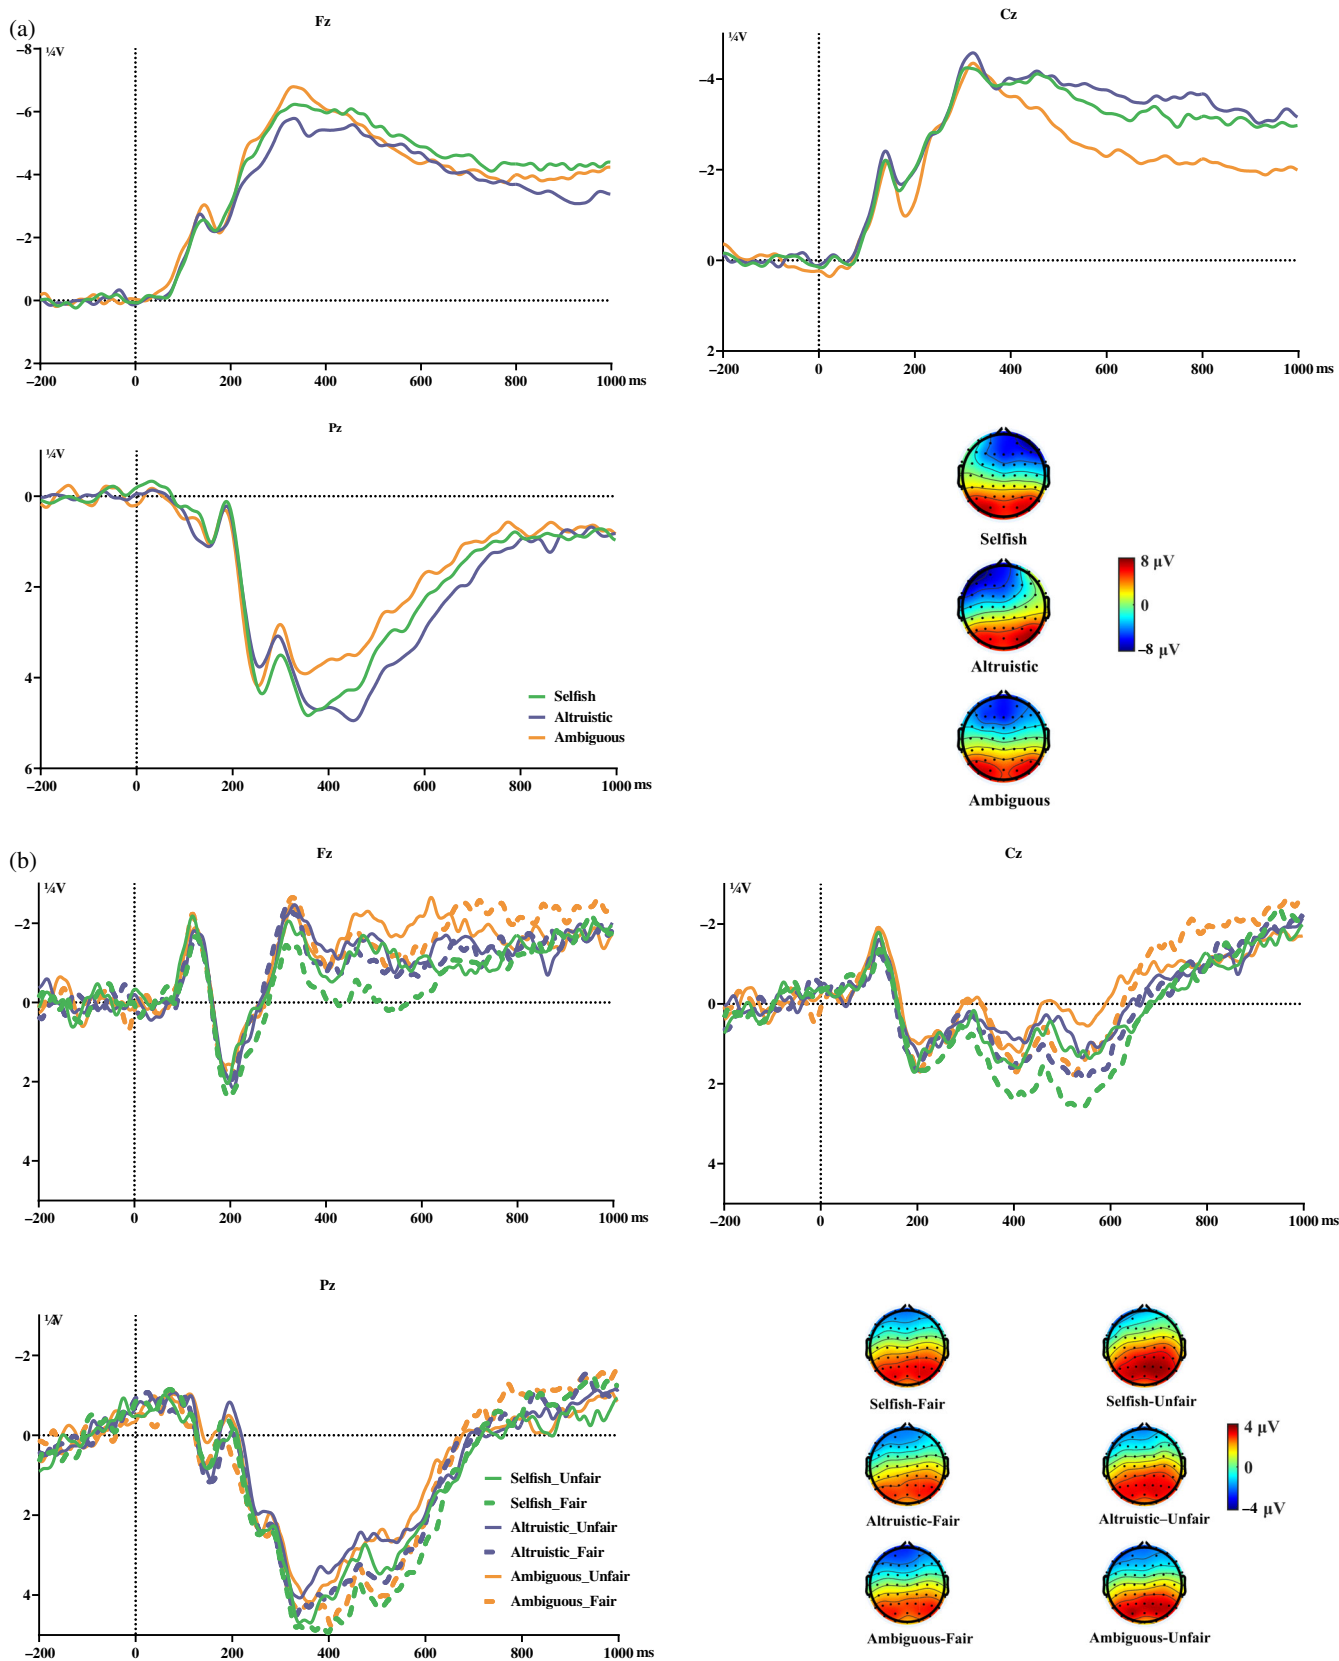 (a)
Fz
¼V
−8
−6
−4
−2
0
2
−200 0 200 400 600 800 1000 ms
Cz
¼V
−4
−2
0
2
−200 0 200 400 600 800 1000 ms
Pz
¼V
0
2
4
6
−200 0 200 400 600 800 1000 ms
Selfish
Altruistic
Ambiguous
Selfish
Altruistic
Ambiguous
8 µV
0
−8 µV
(b)
Fz
¼V
−2
0
2
4
−200 0 200 400 600 800 1000 ms
Cz
¼V
−2
0
2
4
−200 0 200 400 600 800 1000 ms
Pz
¼V
−2
0
2
4
−200 0 200 400 600 800 1000 ms
Selfish_Unfair
Selfish_Fair
Altruistic_Unfair
Altruistic_Fair
Ambiguous_Unfair
Ambiguous_Fair
Selfish-Fair
Selfish-Unfair
Altruistic-Fair
Altruistic–Unfair
Ambiguous-Fair
Ambiguous-Unfair
4 µV
0
−4 µV